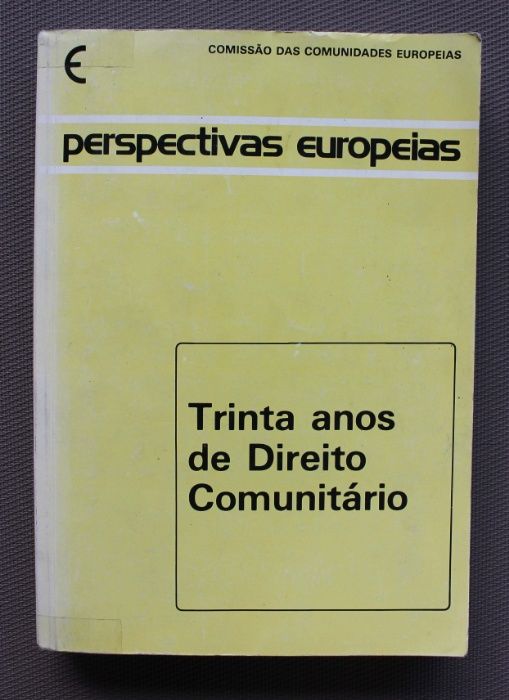 €
COMISSÃO DAS COMUNIDADES EUROPEIAS
perspectivas europeias
Trinta anos
de Direito
Comunitário